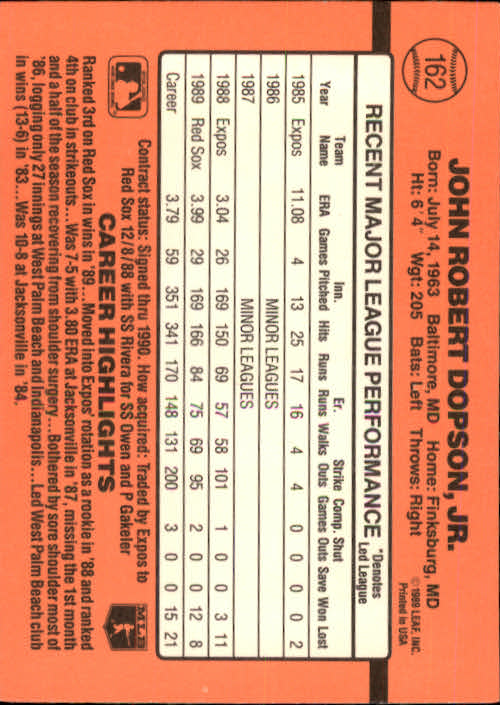 162
JOHN ROBERT DOPSON, JR.
Born: July 14, 1963 Baltimore, MD Home: Finksburg, MD
Ht: 6' 4" Wgt: 205 Bats: Left Throws: Right
©1989 LEAF, INC.
Printed in USA
RECENT MAJOR LEAGUE PERFORMANCE *Denotes Led League
Year Team Name ERA Games Inn. Pitched Hits Runs Er. Runs Walks Strike Outs Comp. Games Shut Outs Save Won Lost
1985 Expos 11.08 4 13 25 17 16 4 4 0 0 0 0 2
1986 MINOR LEAGUES
1987 MINOR LEAGUES
1988 Expos 3.04 26 169 150 69 57 58 101 1 0 0 3 11
1989 Red Sox 3.99 29 169 166 84 75 69 95 2 0 0 12 8
Career 3.79 59 351 341 170 148 131 200 3 0 0 15 21
Contract status: Signed thru 1990. How acquired: Traded by Expos to
Red Sox 12/8/88 with SS Rivera for SS Owen and P Gakeler
MLB
CAREER HIGHLIGHTS
Ranked 3rd on Red Sox in wins in '89...Moved into Expos' rotation as a rookie in '88 and ranked
4th on club in strikeouts...Was 7-5 with 3.80 ERA at Jacksonville in '87, missing the 1st month
and a half of the season recovering from shoulder surgery...Bothered by sore shoulder most of
'86, logging only 27 innings at West Palm Beach and Indianapolis...Led West Palm Beach club
in wins (13-6) in '83...Was 10-8 at Jacksonville in '84.